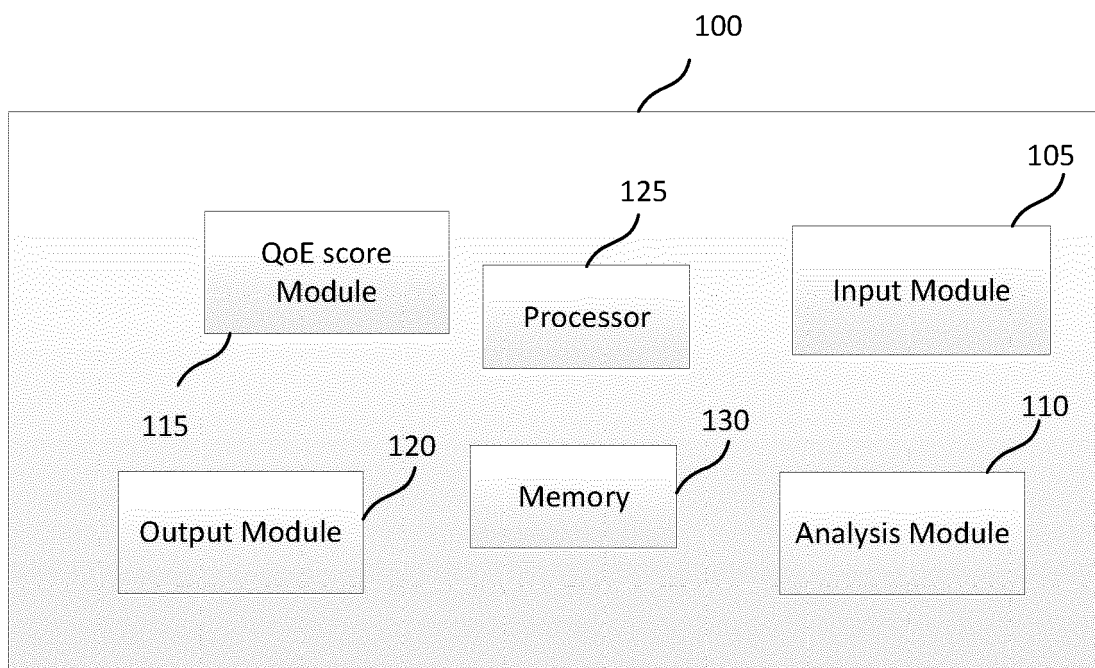 100
105
125
QoE score
Module
Processor
Input Module
115
120
130
110
Output Module
Memory
Analysis Module